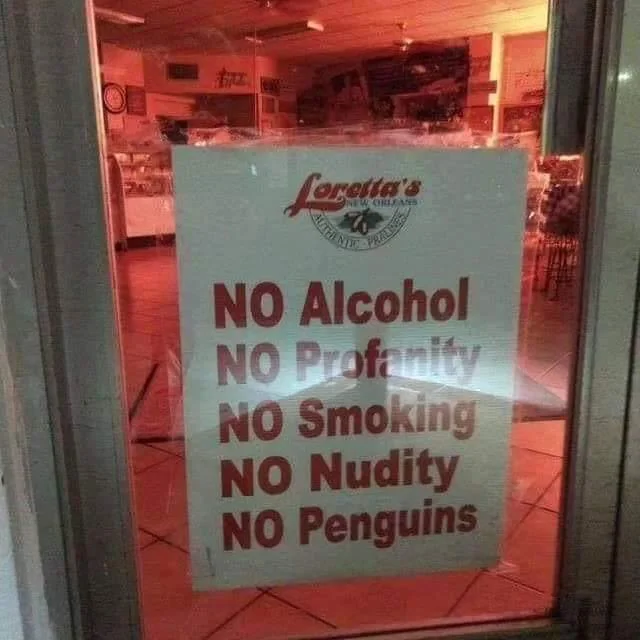 Loretta's
NEW ORLEANS
AUTHENTIC · PRALINES
NO Alcohol
NO Profanity
NO Smoking
NO Nudity
NO Penguins